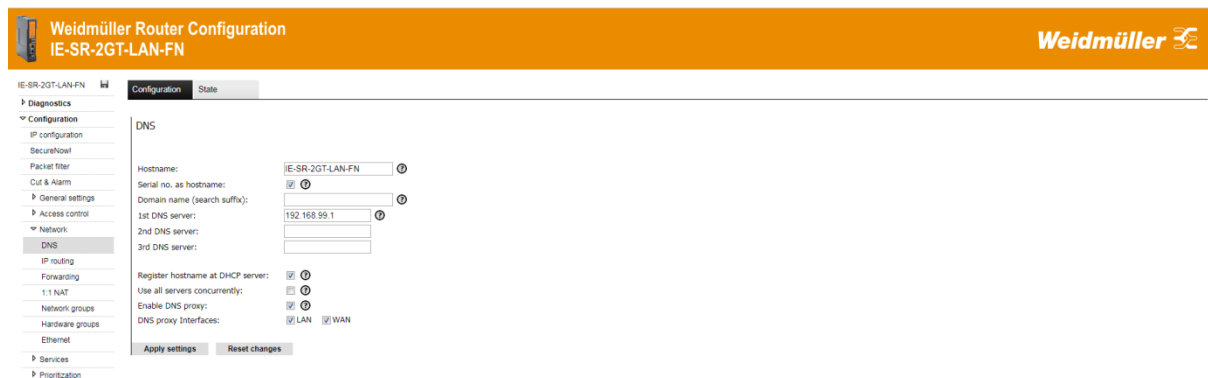 Weidmüller Router Configuration
IE-SR-2GT-LAN-FN
Weidmüller
IE-SR-2GT-LAN-FN
Diagnostics
Configuration
IP configuration
SecureNow!
Packet filter
Cut & Alarm
General settings
Access control
Network
DNS
IP routing
Forwarding
1:1 NAT
Network groups
Hardware groups
Ethernet
Services
Prioritization
Configuration State
DNS
Hostname: IE-SR-2GT-LAN-FN ?
Serial no. as hostname: ?
Domain name (search suffix): ?
1st DNS server: 192.168.99.1 ?
2nd DNS server:
3rd DNS server:
Register hostname at DHCP server: ?
Use all servers concurrently: ?
Enable DNS proxy: ?
DNS proxy Interfaces: LAN WAN
Apply settings Reset changes